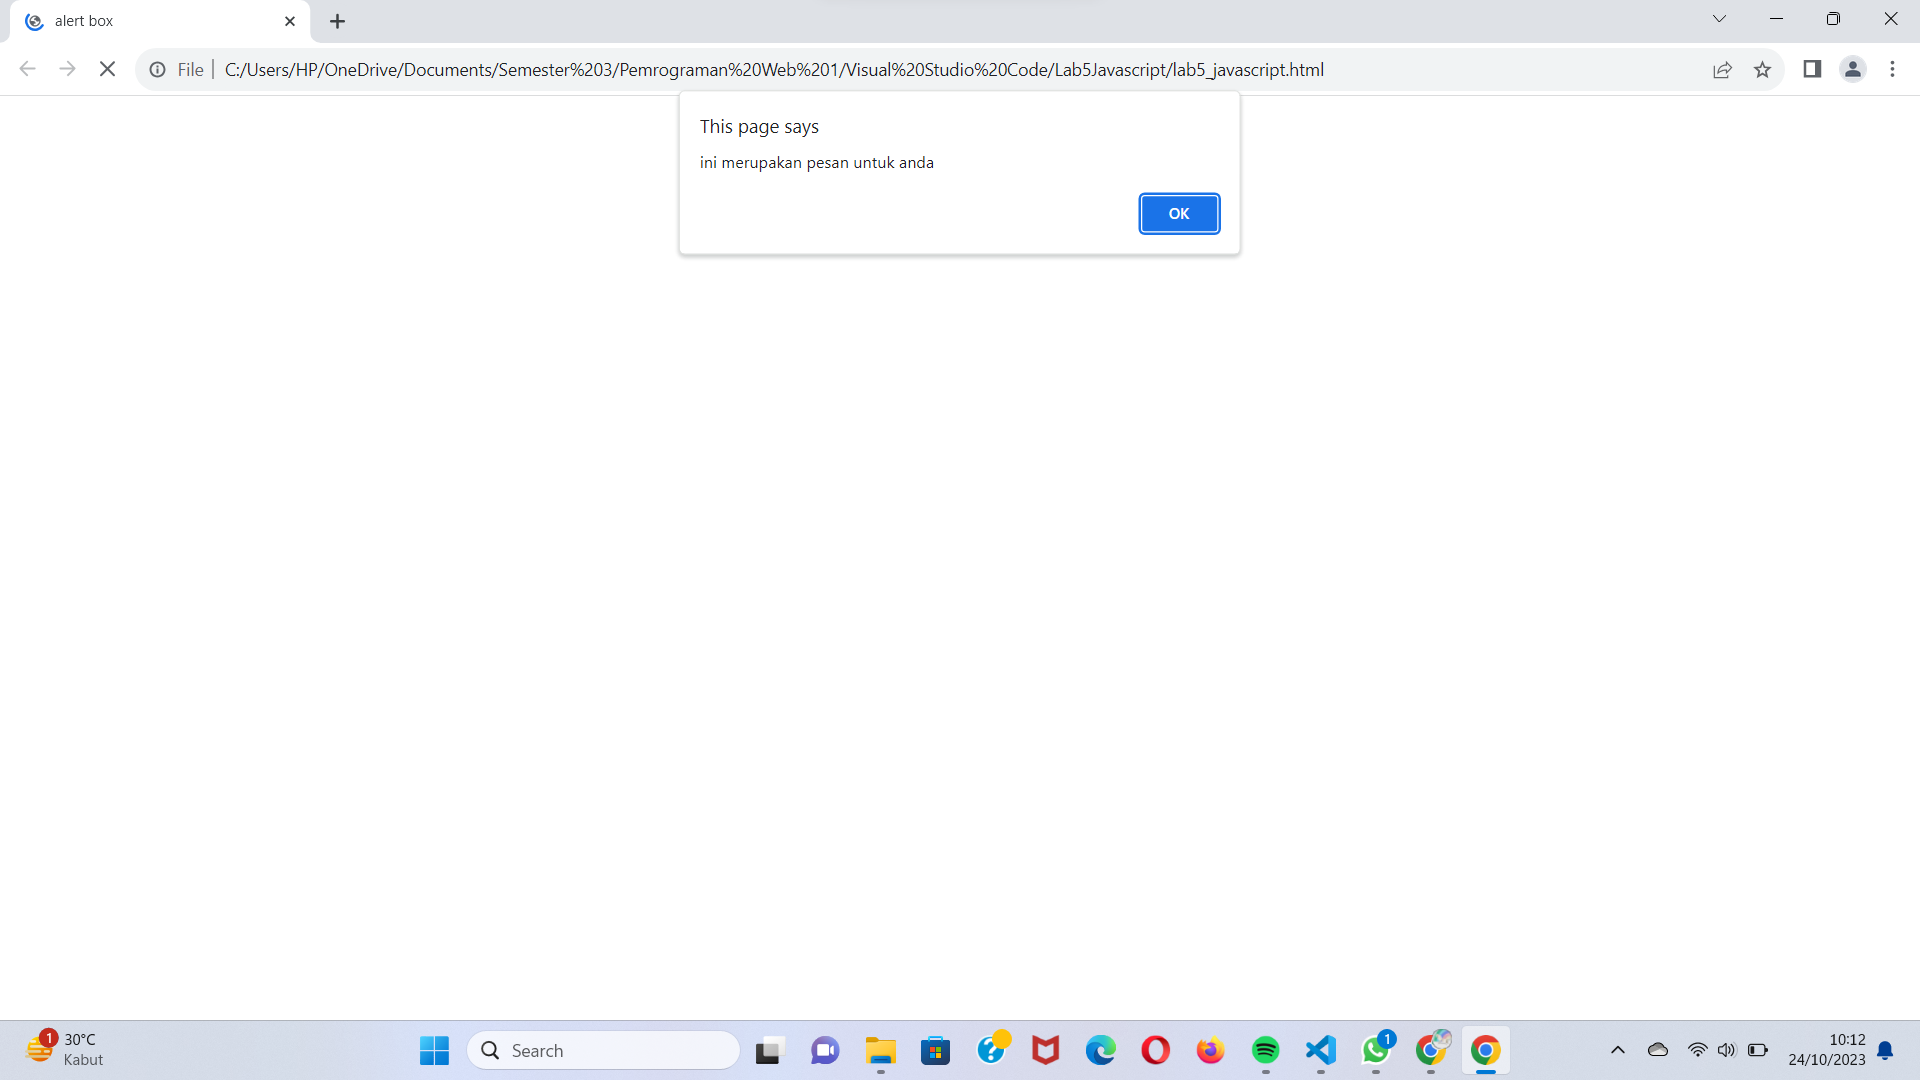 alert box
File
C:/Users/HP/OneDrive/Documents/Semester%203/Pemrograman%20Web%201/Visual%20Studio%20Code/Lab5Javascript/lab5_javascript.html
This page says
ini merupakan pesan untuk anda
OK
1
30°C
Kabut
Search
1
10:12
24/10/2023